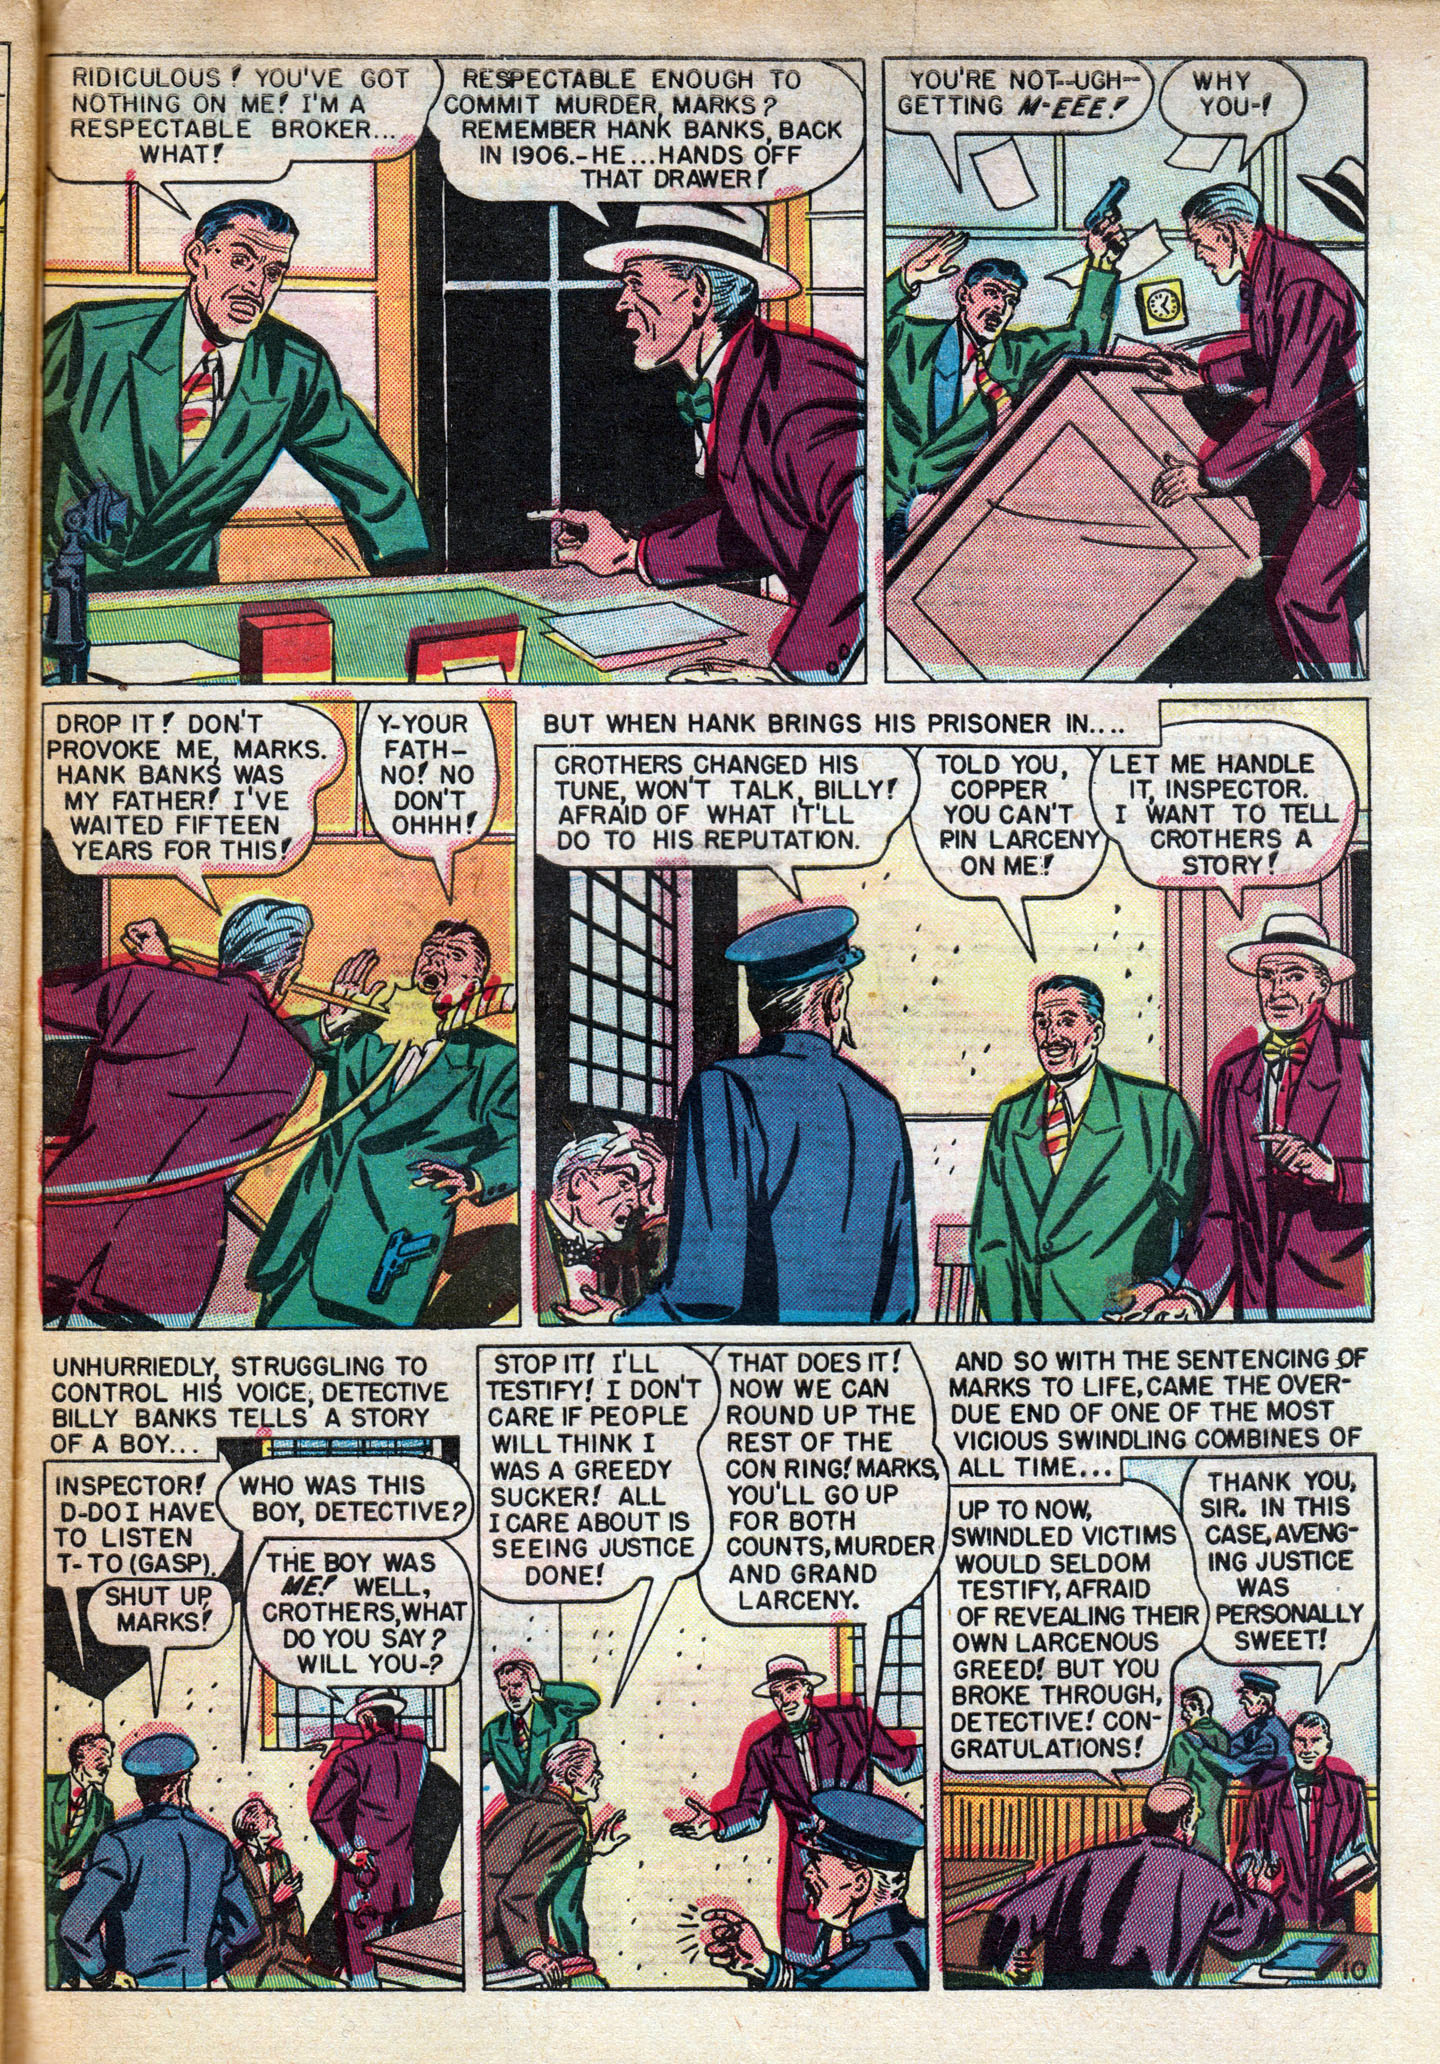 RIDICULOUS! YOU'VE GOT
NOTHING ON ME! I'M A
RESPECTABLE BROKER...
WHAT!
RESPECTABLE ENOUGH TO
COMMIT MURDER, MARKS?
REMEMBER HANK BANKS, BACK
IN 1906.-HE...HANDS OFF
THAT DRAWER!
YOU'RE NOT--UGH--
GETTING M-EEE!
WHY
YOU-!
DROP IT! DON'T
PROVOKE ME, MARKS.
HANK BANKS WAS
MY FATHER! I'VE
WAITED FIFTEEN
YEARS FOR THIS!
Y-YOUR
FATH-
NO! NO
DON'T
OHHH!
BUT WHEN HANK BRINGS HIS PRISONER IN....
CROTHERS CHANGED HIS
TUNE, WON'T TALK, BILLY!
AFRAID OF WHAT IT'LL
DO TO HIS REPUTATION.
TOLD YOU,
COPPER
YOU CAN'T
PIN LARCENY
ON ME!
LET ME HANDLE
IT, INSPECTOR.
I WANT TO TELL
CROTHERS A
STORY!
UNHURRIEDLY, STRUGGLING TO
CONTROL HIS VOICE, DETECTIVE
BILLY BANKS TELLS A STORY
OF A BOY...
INSPECTOR!
D-DO I HAVE
TO LISTEN
T-TO (GASP).
SHUT UP,
MARKS!
WHO WAS THIS
BOY, DETECTIVE?
THE BOY WAS
ME! WELL,
CROTHERS, WHAT
DO YOU SAY?
WILL YOU-?
STOP IT! I'LL
TESTIFY! I DON'T
CARE IF PEOPLE
WILL THINK I
WAS A GREEDY
SUCKER! ALL
I CARE ABOUT IS
SEEING JUSTICE
DONE!
THAT DOES IT!
NOW WE CAN
ROUND UP THE
REST OF THE
CON RING! MARKS,
YOU'LL GO UP
FOR BOTH
COUNTS, MURDER
AND GRAND
LARCENY.
AND SO WITH THE SENTENCING OF
MARKS TO LIFE, CAME THE OVER-
DUE END OF ONE OF THE MOST
VICIOUS SWINDLING COMBINES OF
ALL TIME...
UP TO NOW,
SWINDLED VICTIMS
WOULD SELDOM
TESTIFY, AFRAID
OF REVEALING THEIR
OWN LARCENOUS
GREED! BUT YOU
BROKE THROUGH,
DETECTIVE! CON-
GRATULATIONS!
THANK YOU,
SIR. IN THIS
CASE, AVENG-
ING JUSTICE
WAS
PERSONALLY
SWEET!
10